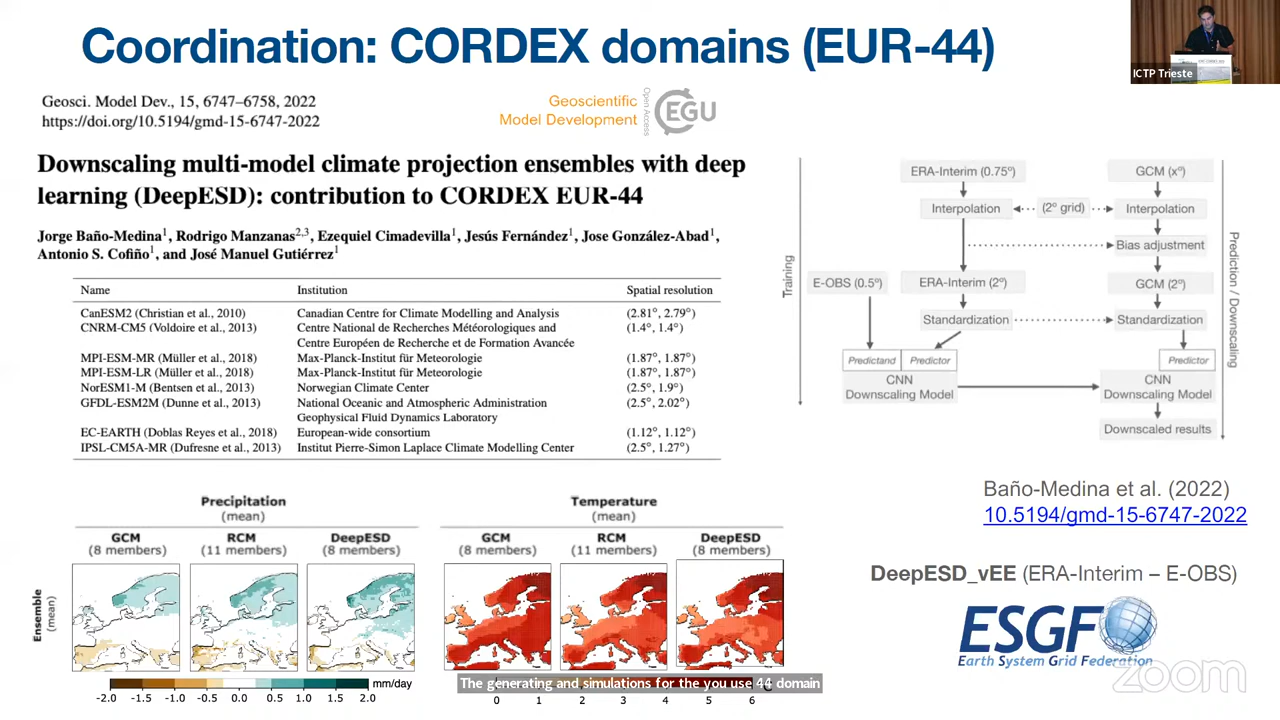 Coordination: CORDEX domains (EUR-44)
ICTP Trieste
Geosci. Model Dev., 15, 6747–6758, 2022
https://doi.org/10.5194/gmd-15-6747-2022
Geoscientific
Model Development
Open Access
EGU
Downscaling multi-model climate projection ensembles with deep
learning (DeepESD): contribution to CORDEX EUR-44
Jorge Baño-Medina1, Rodrigo Manzanas2,3, Ezequiel Cimadevilla1, Jesús Fernández1, Jose González-Abad1,
Antonio S. Cofiño1, and José Manuel Gutiérrez1
Name Institution Spatial resolution
CanESM2 (Christian et al., 2010) Canadian Centre for Climate Modelling and Analysis (2.81°, 2.79°)
CNRM-CM5 (Voldoire et al., 2013) Centre National de Recherches Météorologiques and (1.4°, 1.4°)
Centre Européen de Recherche et de Formation Avancée
MPI-ESM-MR (Müller et al., 2018) Max-Planck-Institut für Meteorologie (1.87°, 1.87°)
MPI-ESM-LR (Müller et al., 2018) Max-Planck-Institut für Meteorologie (1.87°, 1.87°)
NorESM1-M (Bentsen et al., 2013) Norwegian Climate Center (2.5°, 1.9°)
GFDL-ESM2M (Dunne et al., 2013) National Oceanic and Atmospheric Administration (2.5°, 2.02°)
Geophysical Fluid Dynamics Laboratory
EC-EARTH (Doblas Reyes et al., 2018) European-wide consortium (1.12°, 1.12°)
IPSL-CM5A-MR (Dufresne et al., 2013) Institut Pierre-Simon Laplace Climate Modelling Center (2.5°, 1.27°)
ERA-Interim (0.75º) GCM (xº)
Interpolation (2º grid) Interpolation
Bias adjustment
E-OBS (0.5º) ERA-Interim (2º) GCM (2º)
Standardization Standardization
Predictand Predictor Predictor
CNN CNN
Downscaling Model Downscaling Model
Downscaled results
Training
Prediction / Downscaling
Precipitation Temperature
(mean) (mean)
GCM RCM DeepESD GCM RCM DeepESD
(8 members) (11 members) (8 members) (8 members) (11 members) (8 members)
Ensemble
(mean)
-2.0 -1.5 -1.0 -0.5 0.0 0.5 1.0 1.5 2.0 mm/day
0 1 2 3 4 5 6
Baño-Medina et al. (2022)
10.5194/gmd-15-6747-2022
DeepESD_vEE (ERA-Interim – E-OBS)
ESGF
Earth System Grid Federation
The generating and simulations for the you use 44 domain
zoom